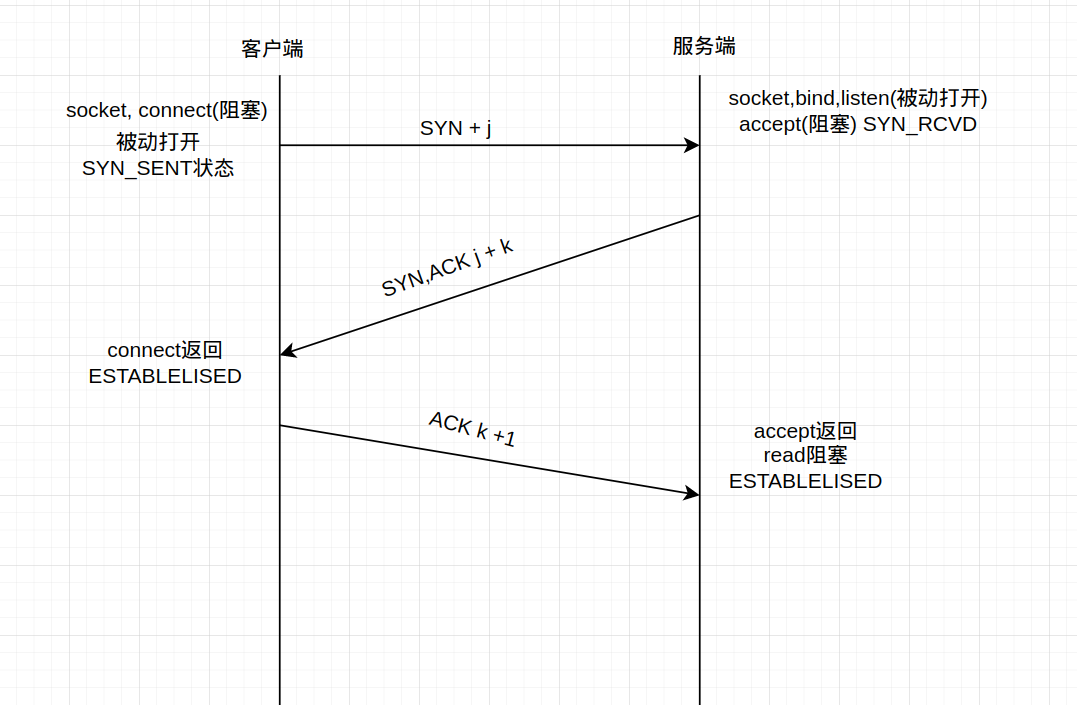 客户端
服务端
socket, connect(阻塞)
被动打开
SYN_SENT状态
SYN + j
socket,bind,listen(被动打开)
accept(阻塞) SYN_RCVD
SYN,ACK j + k
connect返回
ESTABLELISED
ACK k +1
accept返回
read阻塞
ESTABLELISED